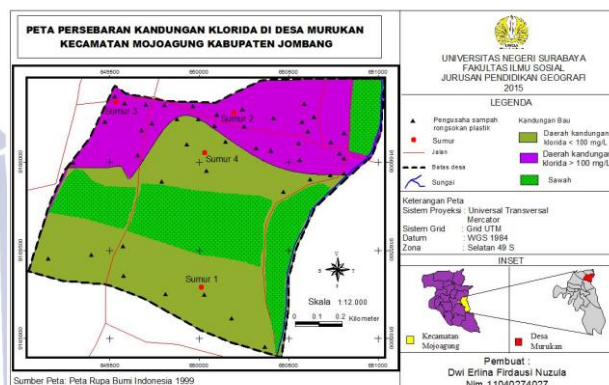 PETA PERSEBARAN KANDUNGAN KLORIDA DI DESA MURUKAN
KECAMATAN MOJOAGUNG KABUPATEN JOMBANG
649500
650000
650500
651000
Sumur 3
Sumur 2
Sumur 4
Sumur 1
Skala 1:12.000
0 0.1 0.2
Kilometer
Sumber Peta: Peta Rupa Bumi Indonesia 1999
UNIVERSITAS NEGERI SURABAYA
FAKULTAS ILMU SOSIAL
JURUSAN PENDIDIKAN GEOGRAFI
2015
LEGENDA
Pengusaha sampah
rongsokan plastik
Sumur
Jalan
Batas desa
Sungai
Kandungan Bau
Daerah kandungan
klorida < 100 mg/L
Daerah kandungan
klorida > 100 mg/L
Sawah
Keterangan Peta
Sistem Proyeksi : Universal Transversal
Mercator
Sistem Grid : Grid UTM
Datum : WGS 1984
Zona : Selatan 49 S
INSET
Kecamatan
Mojoagung
Desa
Murukan
Pembuat :
Dwi Erlina Firdausi Nuzula
Nim 11040274027